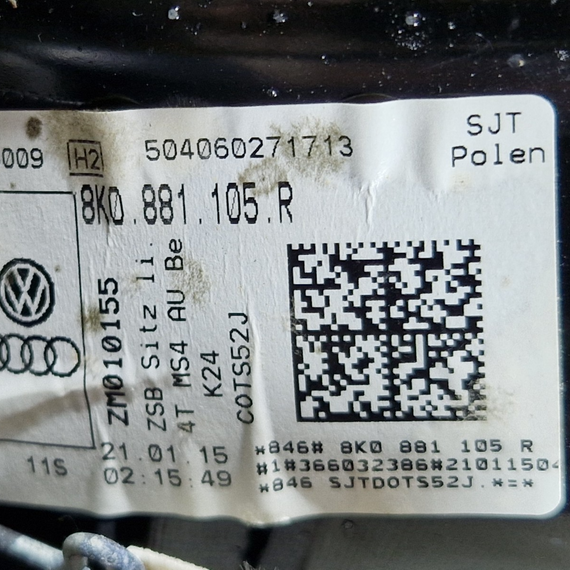 009 H2 504060271713
SJT
Polen
8K0.881.105.R
ZM010155
ZSB Sitz li.
4T MS4 AU Be
K24
COTS52J
11S
21.01.15
02:15:49
*846# 8K0 881 105 R
#1#366032386#21011504
*846 SJTDOTS52J.*=*